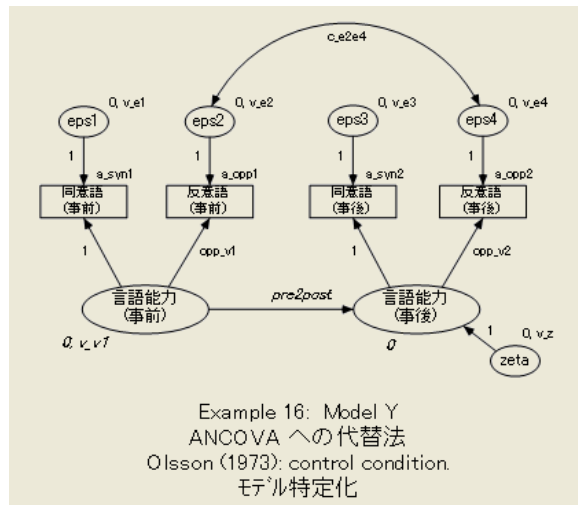 c_e2e4
0, v_e1
0, v_e2
0, v_e3
0, v_e4
eps1
eps2
eps3
eps4
1
1
1
1
a_syn1
a_opp1
a_syn2
a_opp2
同意語
(事前)
反意語
(事前)
同意語
(事後)
反意語
(事後)
1
opp_v1
1
opp_v2
言語能力
(事前)
pre2post
言語能力
(事後)
0, v_v1
0
1
0, v_z
zeta
Example 16: Model Y
ANCOVA への代替法
Olsson (1973): control condition.
モデル特定化